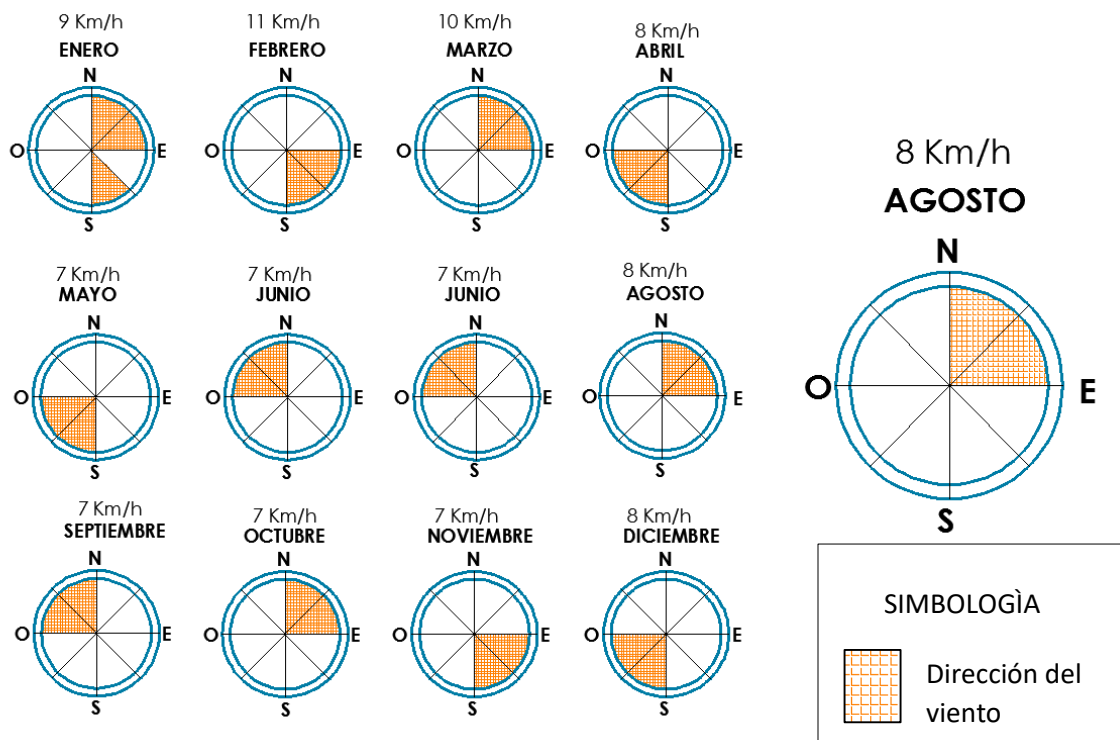 9 Km/h
ENERO
N
O
E
S
11 Km/h
FEBRERO
N
O
E
S
10 Km/h
MARZO
N
O
E
S
8 Km/h
ABRIL
N
O
E
S
7 Km/h
MAYO
N
O
E
S
7 Km/h
JUNIO
N
O
E
S
7 Km/h
JUNIO
N
O
E
S
8 Km/h
AGOSTO
N
O
E
S
7 Km/h
SEPTIEMBRE
N
O
E
S
7 Km/h
OCTUBRE
N
O
E
S
7 Km/h
NOVIEMBRE
N
O
E
S
8 Km/h
DICIEMBRE
N
O
E
S
8 Km/h
AGOSTO
N
O
E
S
SIMBOLOGÌA
Dirección del
viento